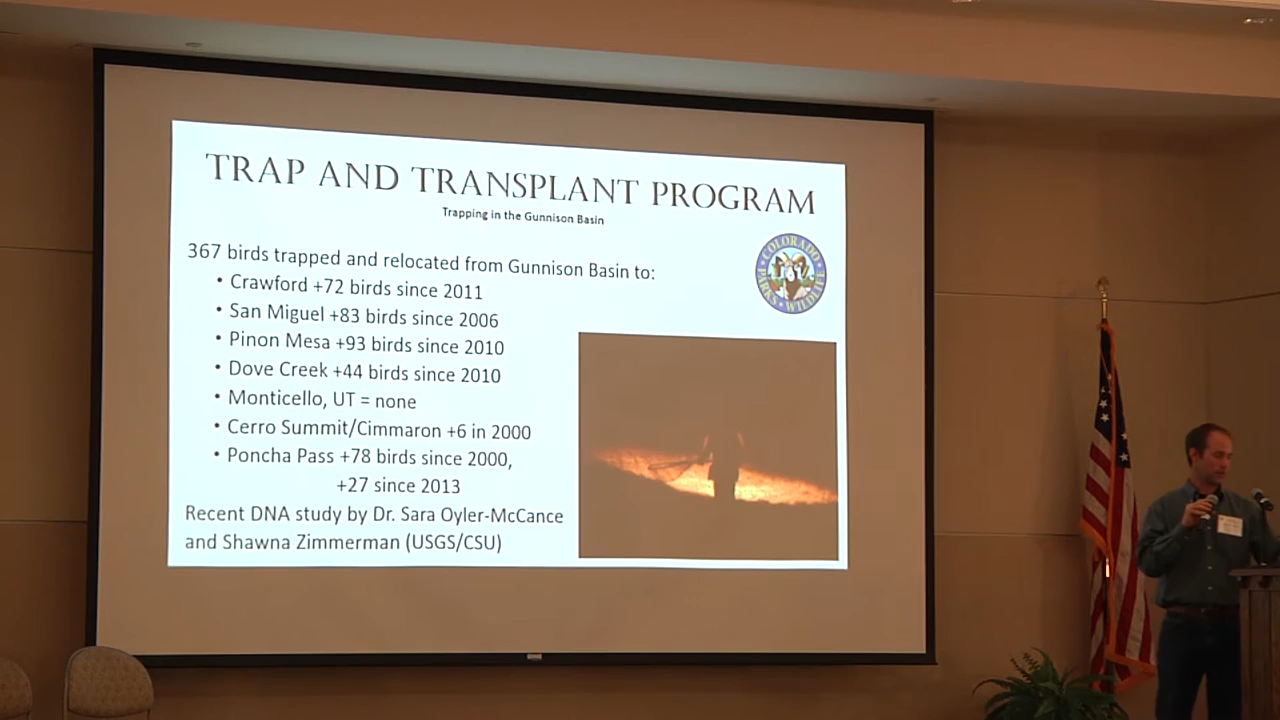 TRAP AND TRANSPLANT PROGRAM
Trapping in the Gunnison Basin
367 birds trapped and relocated from Gunnison Basin to:
• Crawford +72 birds since 2011
• San Miguel +83 birds since 2006
• Pinon Mesa +93 birds since 2010
• Dove Creek +44 birds since 2010
• Monticello, UT = none
• Cerro Summit/Cimmaron +6 in 2000
• Poncha Pass +78 birds since 2000,
+27 since 2013
Recent DNA study by Dr. Sara Oyler-McCance
and Shawna Zimmerman (USGS/CSU)
COLORADO
PARKS • WILDLIFE